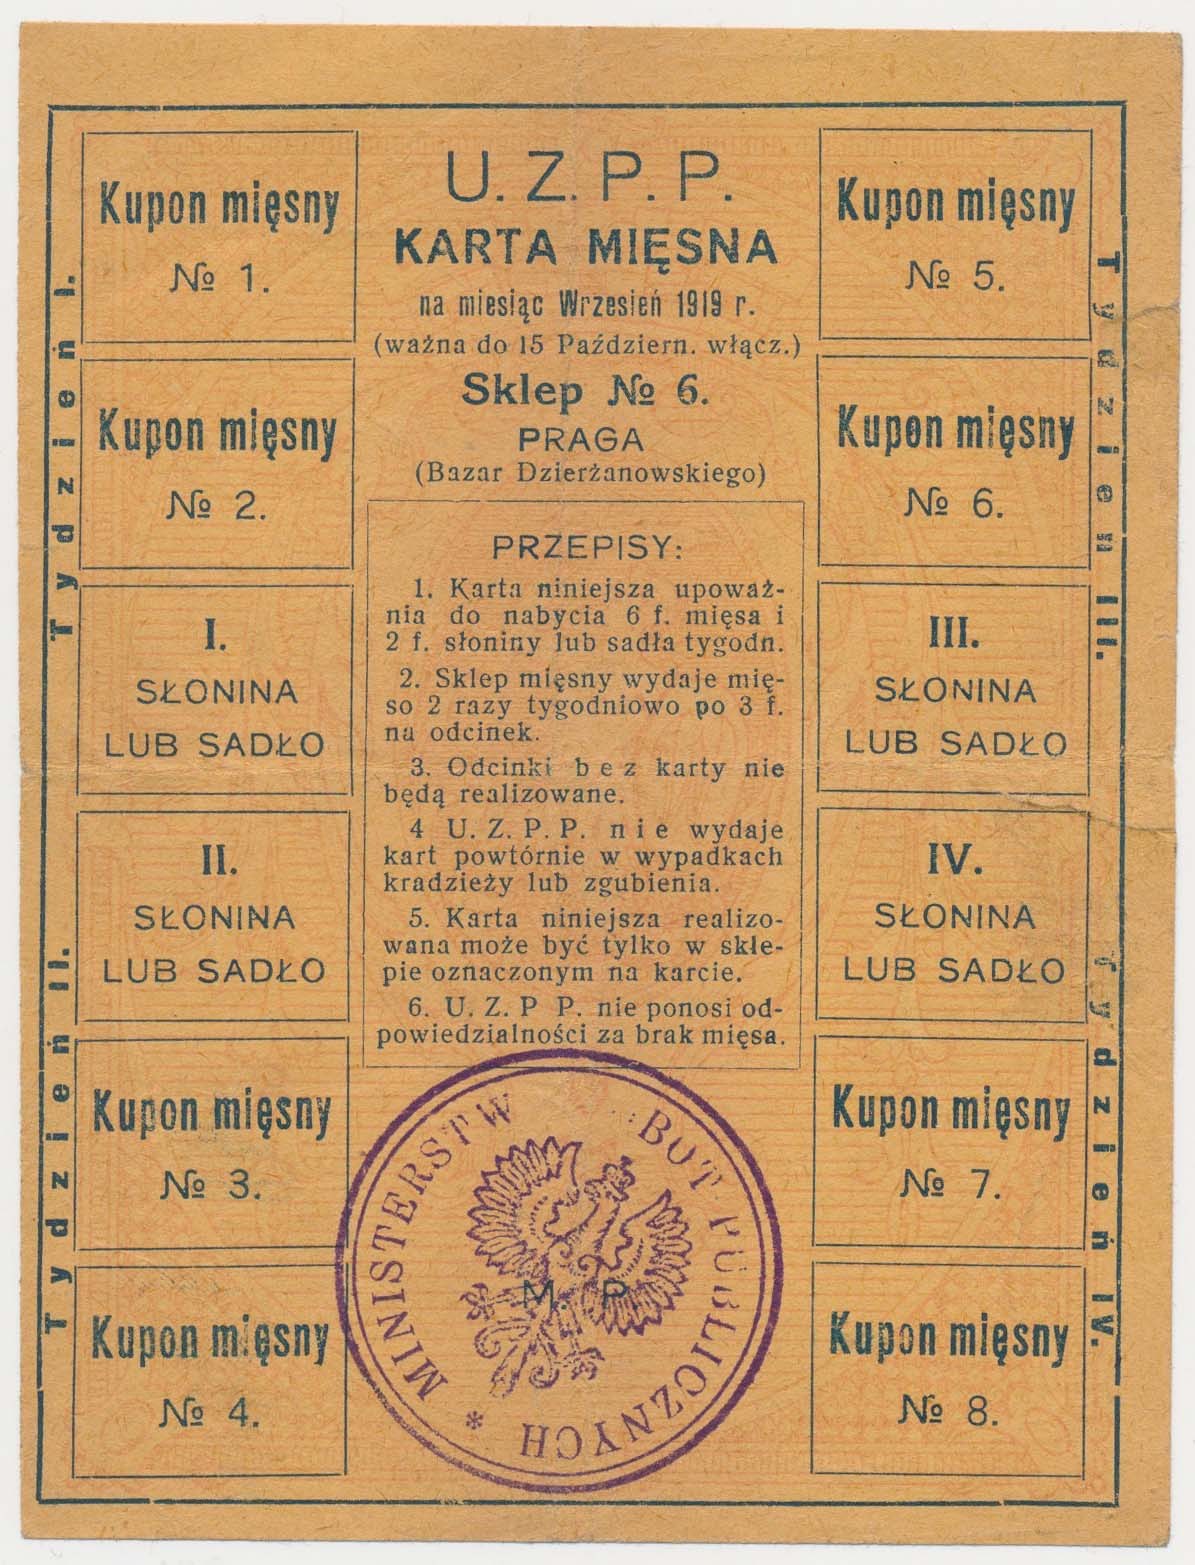 U. Z. P. P.
KARTA MIĘSNA
na miesiąc Wrzesień 1919 r.
(ważna do 15 Październ. włącz.)
Sklep № 6.
PRAGA
(Bazar Dzierżanowskiego)
PRZEPISY:
1. Karta niniejsza upoważ-
nia do nabycia 6 f. mięsa i
2 f. słoniny lub sadła tygodn.
2. Sklep mięsny wydaje mię-
so 2 razy tygodniowo po 3 f.
na odcinek.
3. Odcinki bez karty nie
będą realizowane.
4 U. Z. P. P. nie wydaje
kart powtórnie w wypadkach
kradzieży lub zgubienia.
5. Karta niniejsza realizo-
wana może być tylko w skle-
pie oznaczonym na karcie.
6. U. Z. P P. nie ponosi od-
powiedzialności za brak mięsa.
M. P.
MINISTERSTW BOT PUBLICZNYCH *
Tydzień I.
Kupon mięsny
№ 1.
Kupon mięsny
№ 2.
I.
SŁONINA
LUB SADŁO
Tydzień II.
II.
SŁONINA
LUB SADŁO
Kupon mięsny
№ 3.
Kupon mięsny
№ 4.
Tydzień III.
Kupon mięsny
№ 5.
Kupon mięsny
№ 6.
III.
SŁONINA
LUB SADŁO
Tydzień IV.
IV.
SŁONINA
LUB SADŁO
Kupon mięsny
№ 7.
Kupon mięsny
№ 8.